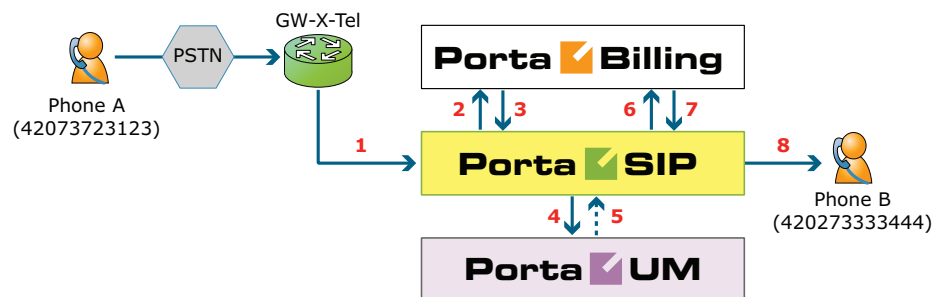 GW-X-Tel
PSTN
Phone A
(42073723123)
Porta Billing
2
3
6
7
1
Porta SIP
8
Phone B
(420273333444)
4
5
Porta UM